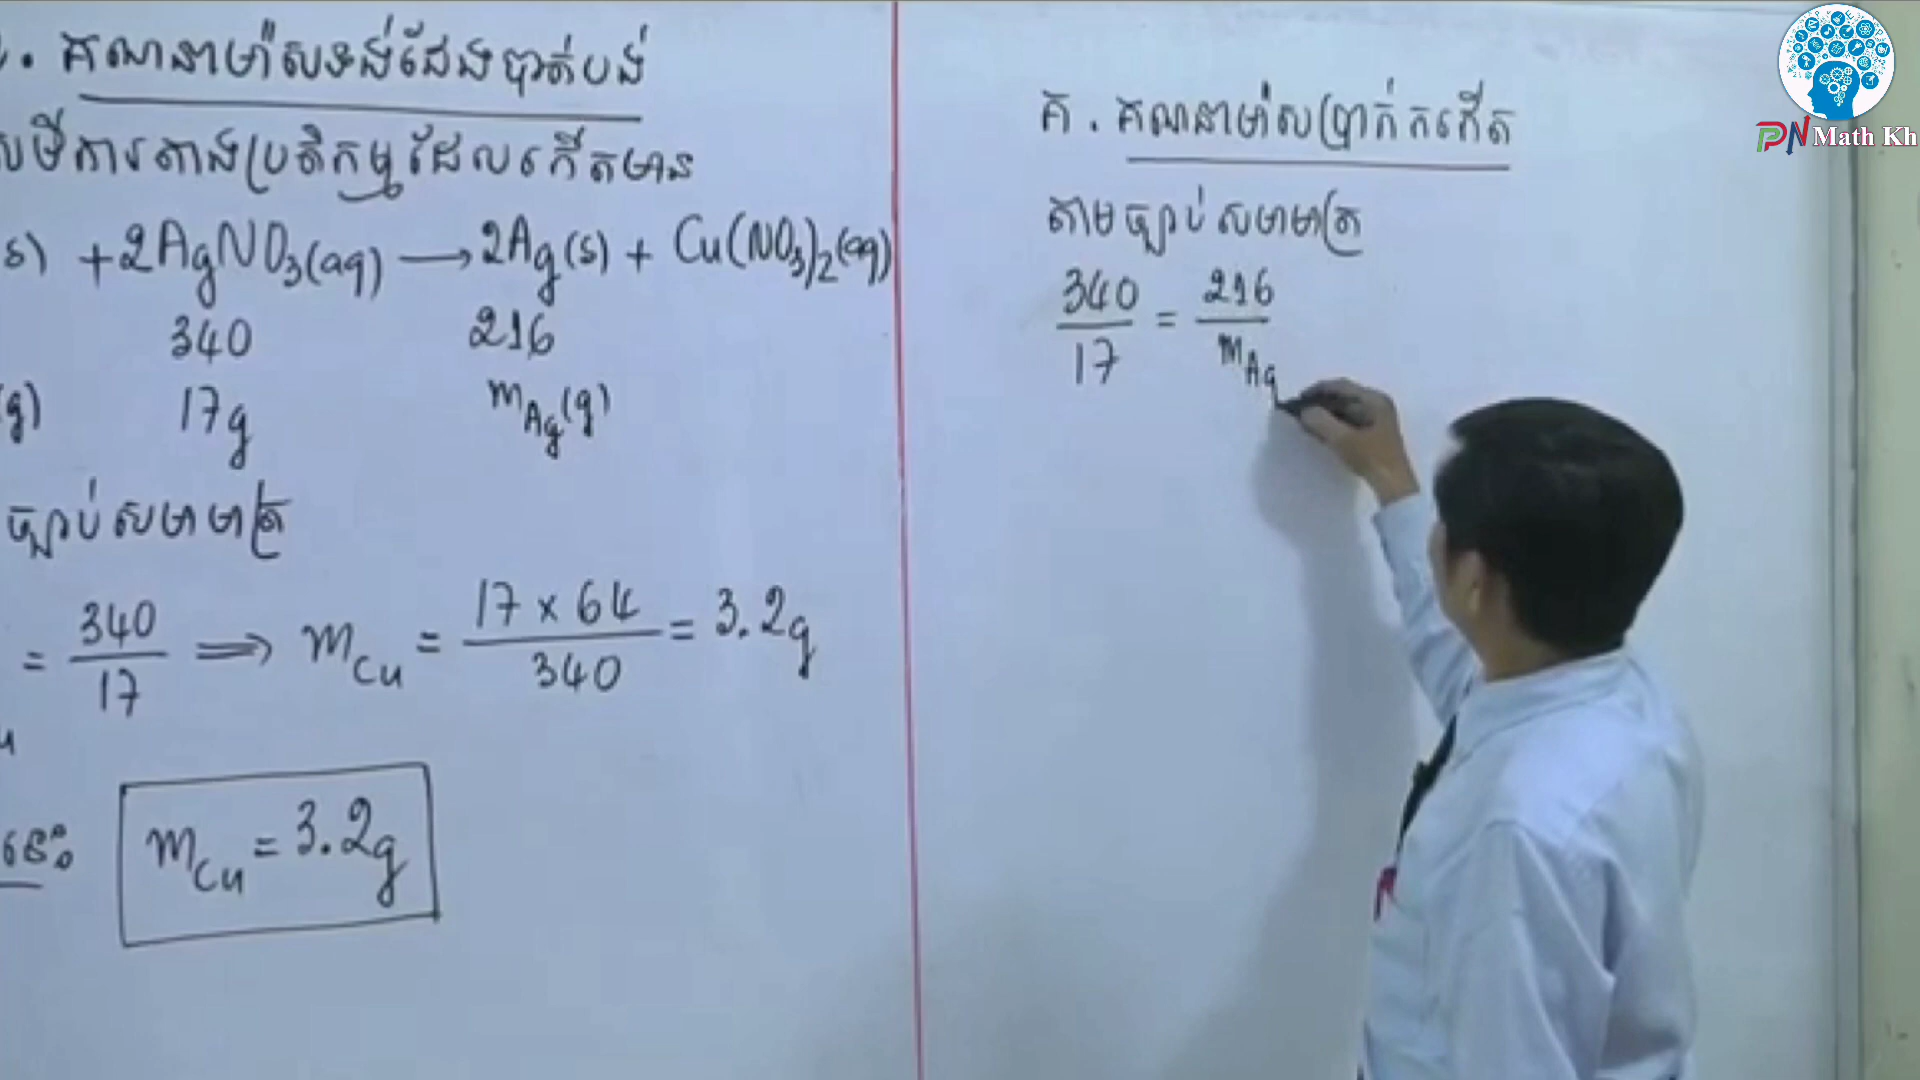 . គណនាម៉ាសទង់ដែងបាត់បង់
សមីការតាងប្រតិកម្មដែលកើតមាន
s) + 2AgNO₃(aq) ⟶ 2Ag(s) + Cu(NO₃)₂(aq)
340 216
(g) 17g m_Ag(g)
ច្បាប់សមាមាត្រ
= 340/17 ⟹ m_Cu = 17 × 64/340 = 3.2g
m_Cu = 3.2g
គ. គណនាម៉ាសប្រាក់កកើត
តាមច្បាប់សមាមាត្រ
340/17 = 216/m_Ag
PN Math Kh